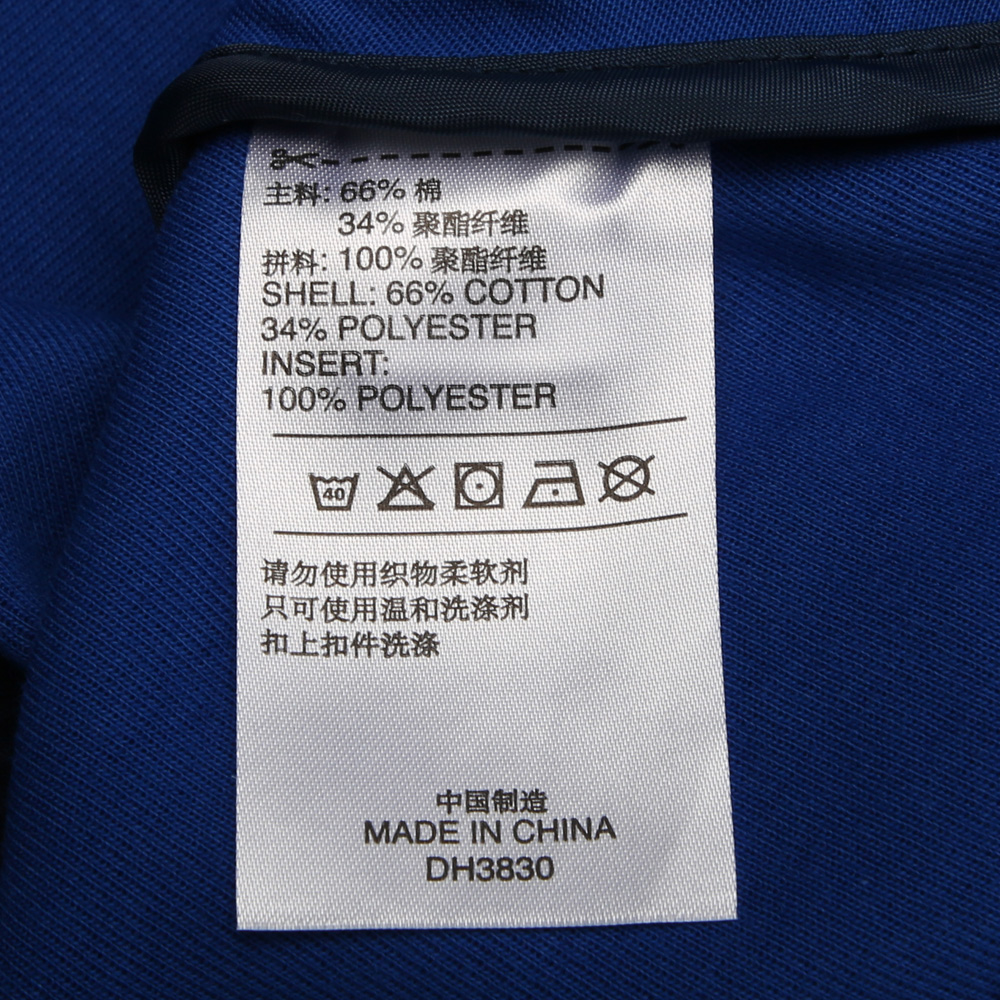 主料: 66% 棉
34% 聚酯纤维
拼料: 100% 聚酯纤维
SHELL: 66% COTTON
34% POLYESTER
INSERT:
100% POLYESTER
40
请勿使用织物柔软剂
只可使用温和洗涤剂
扣上扣件洗涤
中国制造
MADE IN CHINA
DH3830